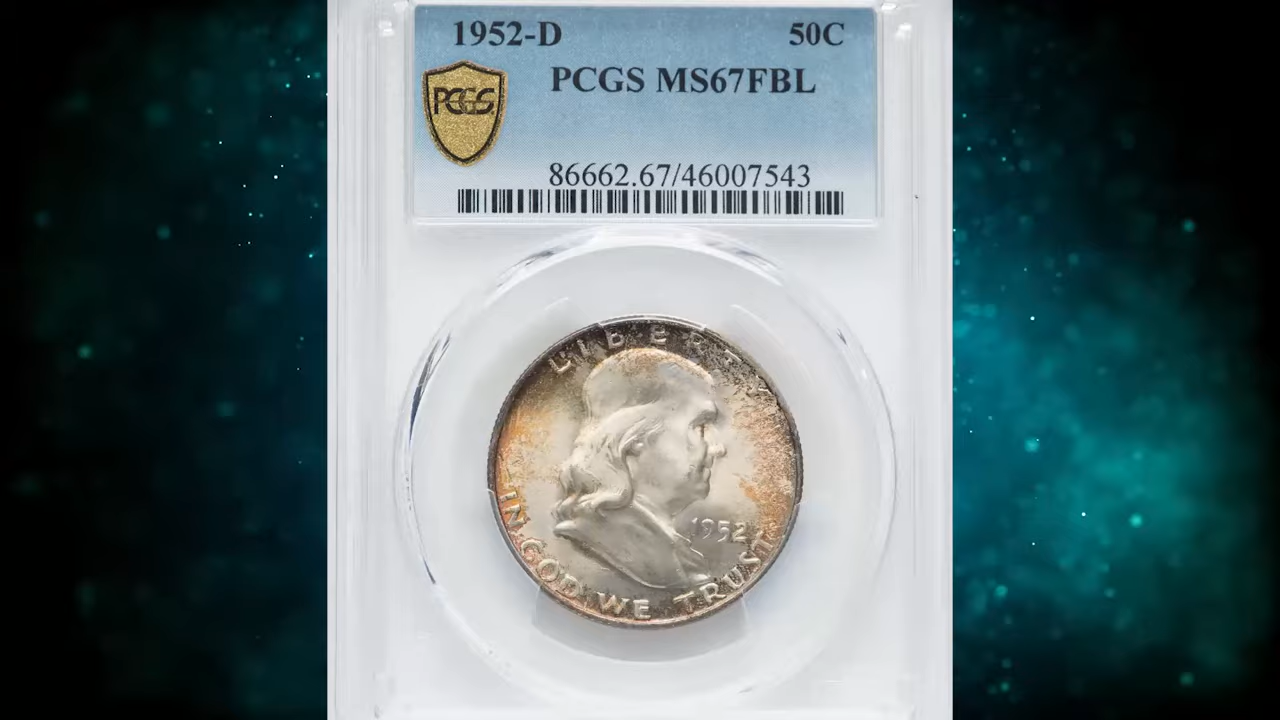 1952-D 50C
PCGS MS67FBL
PCGS
86662.67/46007543
LIBERTY
1952
IN GOD WE TRUST